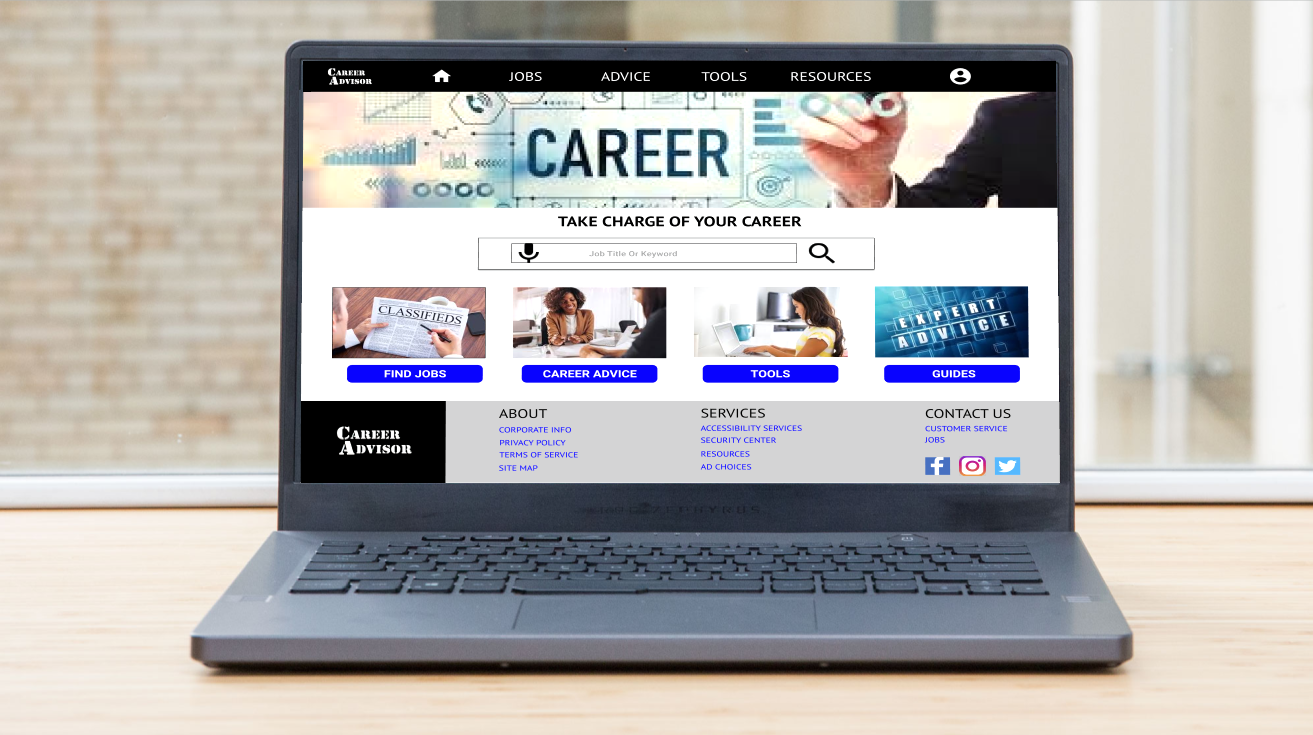 CAREER
ADVISOR
JOBS
ADVICE
TOOLS
RESOURCES
CAREER
TAKE CHARGE OF YOUR CAREER
Job Title Or Keyword
CLASSIFIEDS
EXPERT
ADVICE
FIND JOBS
CAREER ADVICE
TOOLS
GUIDES
CAREER
ADVISOR
ABOUT
CORPORATE INFO
PRIVACY POLICY
TERMS OF SERVICE
SITE MAP
SERVICES
ACCESSIBILITY SERVICES
SECURITY CENTER
RESOURCES
AD CHOICES
CONTACT US
CUSTOMER SERVICE
JOBS